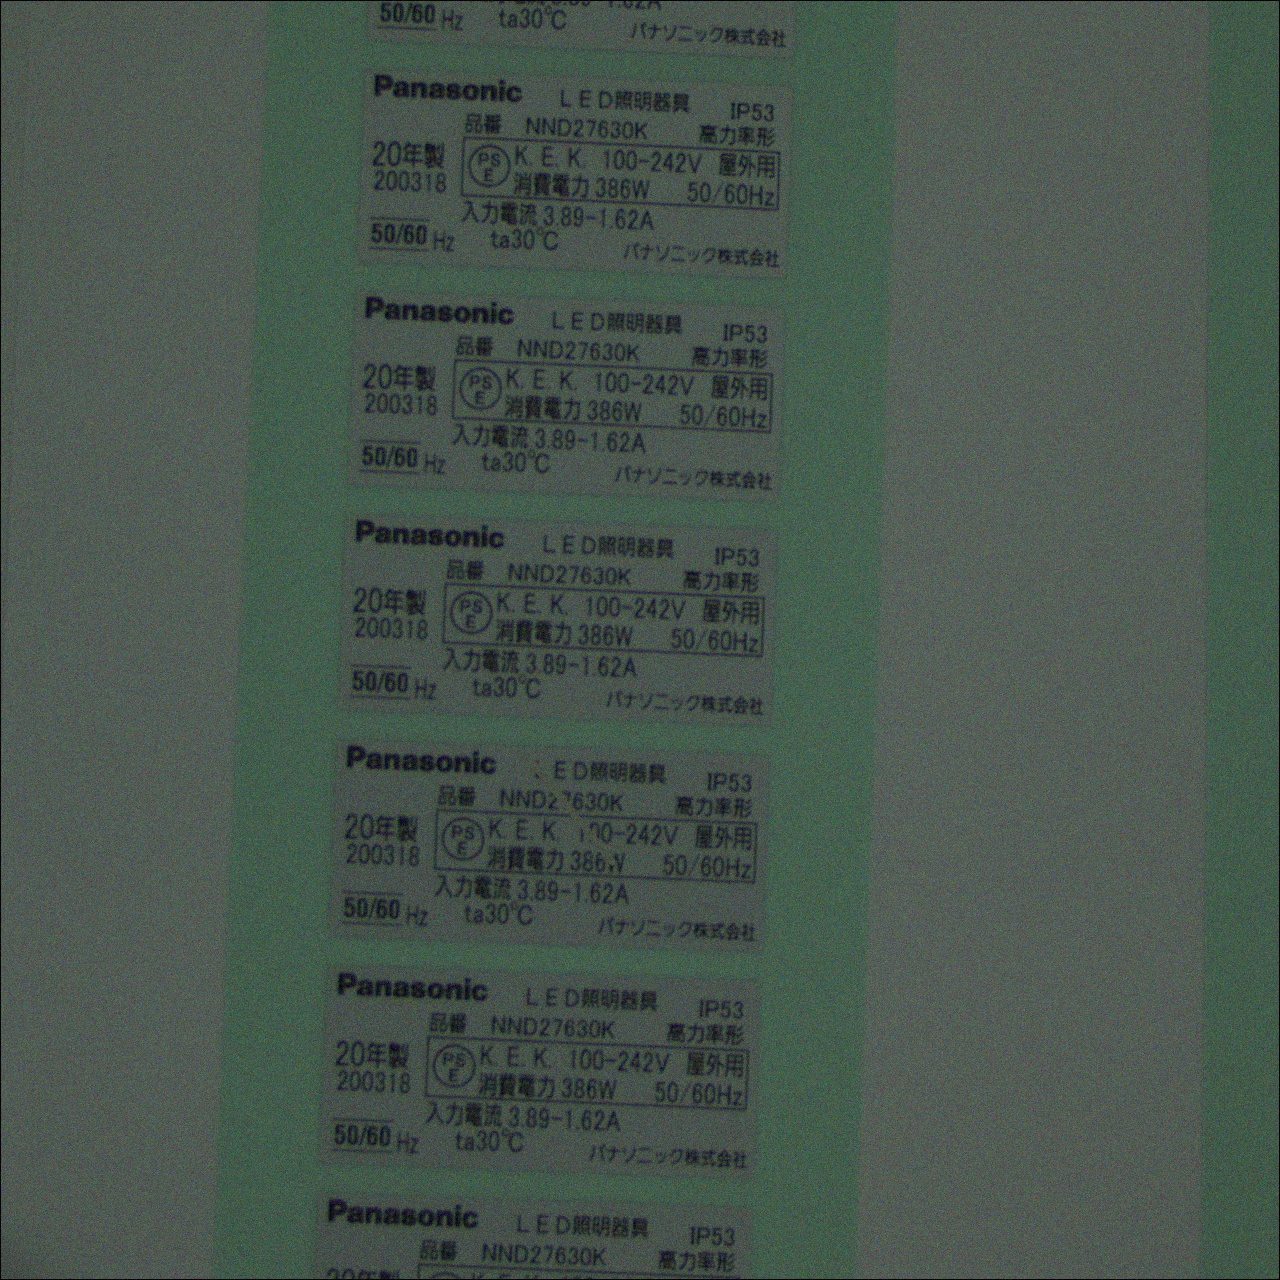 50/60 Hz ta30℃ パナソニック株式会社
Panasonic LED照明器具 IP53
品番 NND27630K 高力率形
20年製 PSE K.E.K. 100-242V 屋外用
200318 消費電力 386W 50/60Hz
入力電流 3.89-1.62A
50/60 Hz ta30℃ パナソニック株式会社
Panasonic LED照明器具 IP53
品番 NND27630K 高力率形
20年製 PSE K.E.K. 100-242V 屋外用
200318 消費電力 386W 50/60Hz
入力電流 3.89-1.62A
50/60 Hz ta30℃ パナソニック株式会社
Panasonic LED照明器具 IP53
品番 NND27630K 高力率形
20年製 PSE K.E.K. 100-242V 屋外用
200318 消費電力 386W 50/60Hz
入力電流 3.89-1.62A
50/60 Hz ta30℃ パナソニック株式会社
Panasonic ED照明器具 IP53
品番 高力率形
20年製 PSE K.E.K 屋外用
200318 消費電力 50/60Hz
入力電流 3.89-1.62A
50/60 Hz ta30℃ パナソニック株式会社
Panasonic LED照明器具 IP53
品番 NND27630K 高力率形
20年製 PSE K.E.K. 100-242V 屋外用
200318 消費電力 386W 50/60Hz
入力電流 3.89-1.62A
50/60 Hz ta30℃ パナソニック株式会社
Panasonic LED照明器具 IP53
品番 NND27630K 高力率形